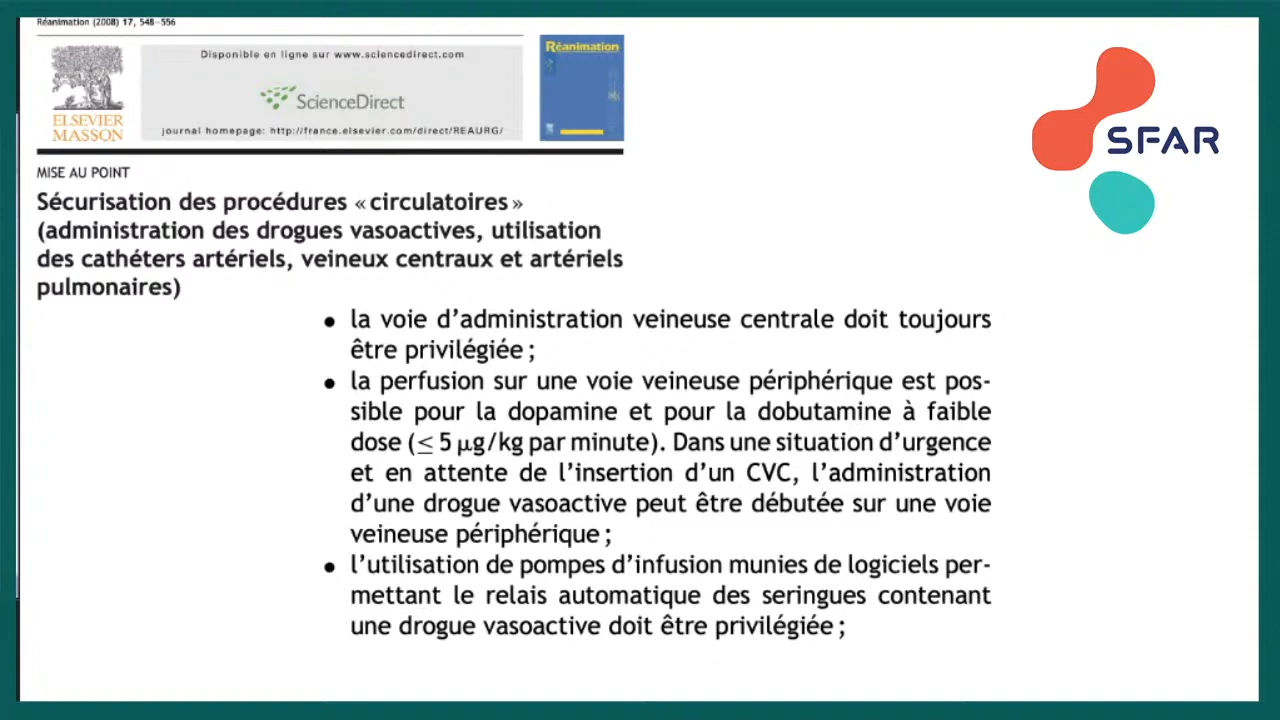 Réanimation (2008) 17, 548—556
Disponible en ligne sur www.sciencedirect.com
ScienceDirect
ELSEVIER
MASSON
journal homepage: http://france.elsevier.com/direct/REAURG/
Réanimation
SFAR
MISE AU POINT
Sécurisation des procédures « circulatoires »
(administration des drogues vasoactives, utilisation
des cathéters artériels, veineux centraux et artériels
pulmonaires)
• la voie d’administration veineuse centrale doit toujours
être privilégiée ;
• la perfusion sur une voie veineuse périphérique est pos-
sible pour la dopamine et pour la dobutamine à faible
dose (≤ 5 μg/kg par minute). Dans une situation d’urgence
et en attente de l’insertion d’un CVC, l’administration
d’une drogue vasoactive peut être débutée sur une voie
veineuse périphérique ;
• l’utilisation de pompes d’infusion munies de logiciels per-
mettant le relais automatique des seringues contenant
une drogue vasoactive doit être privilégiée ;